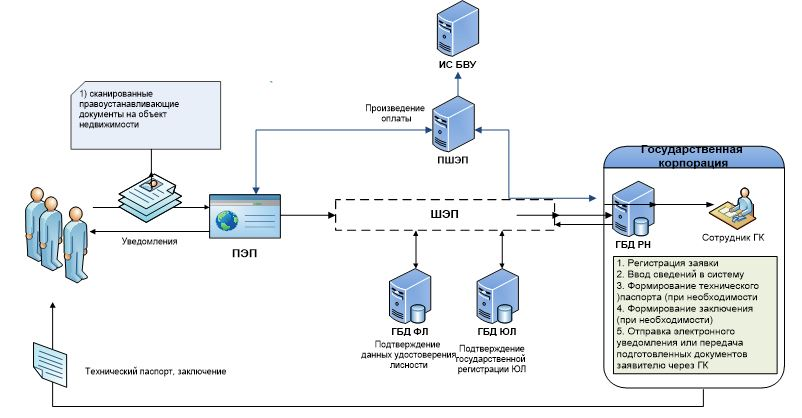 ИС БВУ
1) сканированные
правоустанавливающие
документы на объект
недвижимости
Произведение
оплаты
ПШЭП
Государственная
корпорация
Уведомления
ПЭП
ШЭП
ГБД РН
Сотрудник ГК
1. Регистрация заявки
2. Ввод сведений в систему
3. Формирование технического
)паспорта (при необходимости
4. Формирование заключения
(при необходимости)
5. Отправка электронного
уведомления или передача
подготовленных документов
заявителю через ГК
ГБД ФЛ
Подтверждение
данных удостоверения
лисности
ГБД ЮЛ
Подтверждение
государственной
регистрации ЮЛ
Технический паспорт, заключение